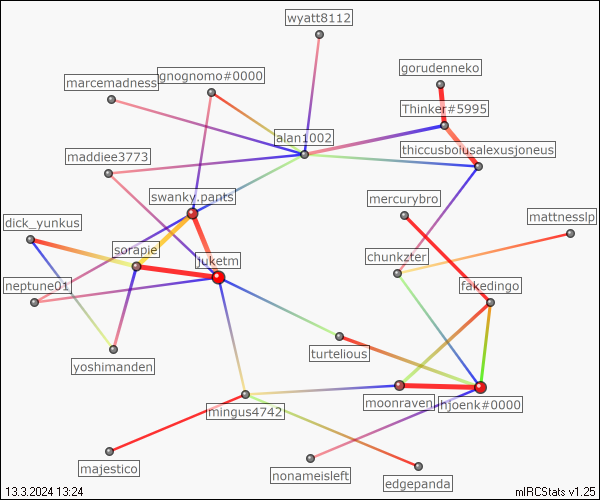 wyatt8112
gorudenneko
gnognomo#0000
marcemadness
Thinker#5995
alan1002
thiccusboiusalexusjoneus
maddiee3773
swanky.pants
mercurybro
mattnesslp
dick_yunkus
sorapie
juketm
chunkzter
neptune01
fakedingo
turtelious
yoshimanden
moonraven
hjoenk#0000
mingus4742
majestico
nonameisleft
edgepanda
13.3.2024 13:24
mIRCStats v1.25